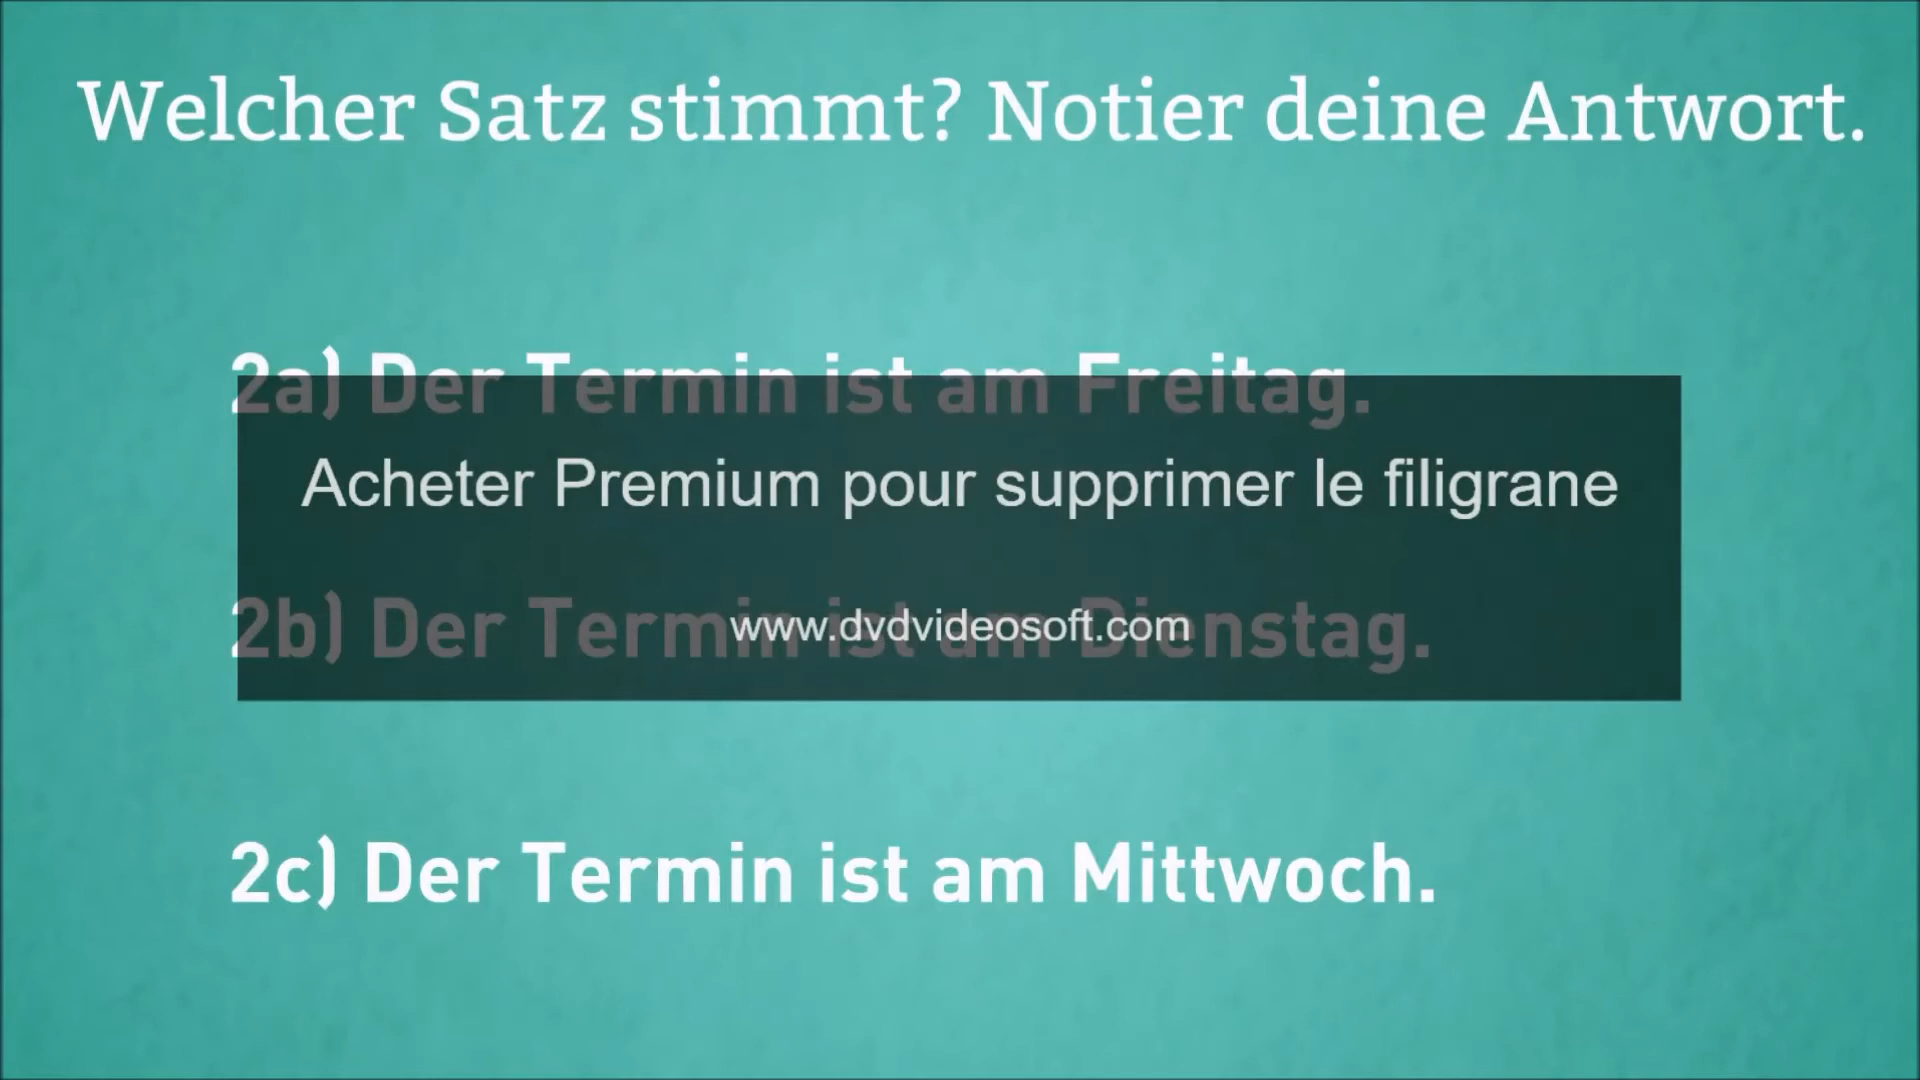 Welcher Satz stimmt? Notier deine Antwort.
2a) Der Termin ist am Freitag.
Acheter Premium pour supprimer le filigrane
2b) Der Termin ist am Dienstag.
www.dvdvideosoft.com
2c) Der Termin ist am Mittwoch.